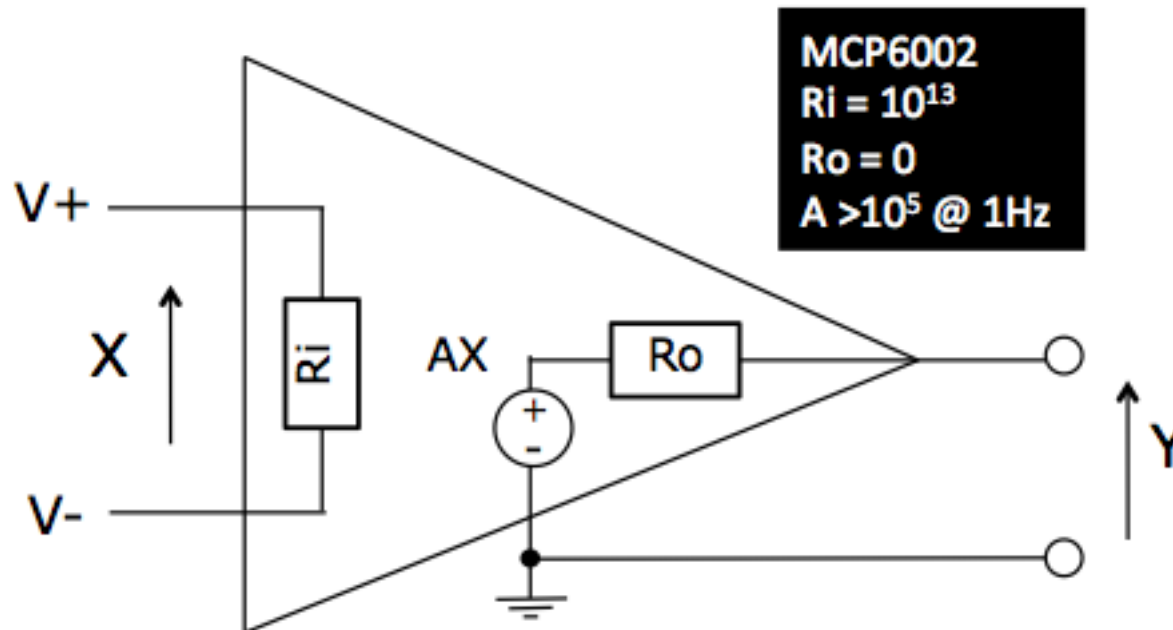 MCP6002
Ri = 10¹³
Ro = 0
A >10⁵ @ 1Hz
V+
X
Ri
AX
Ro
+
-
Y
V-